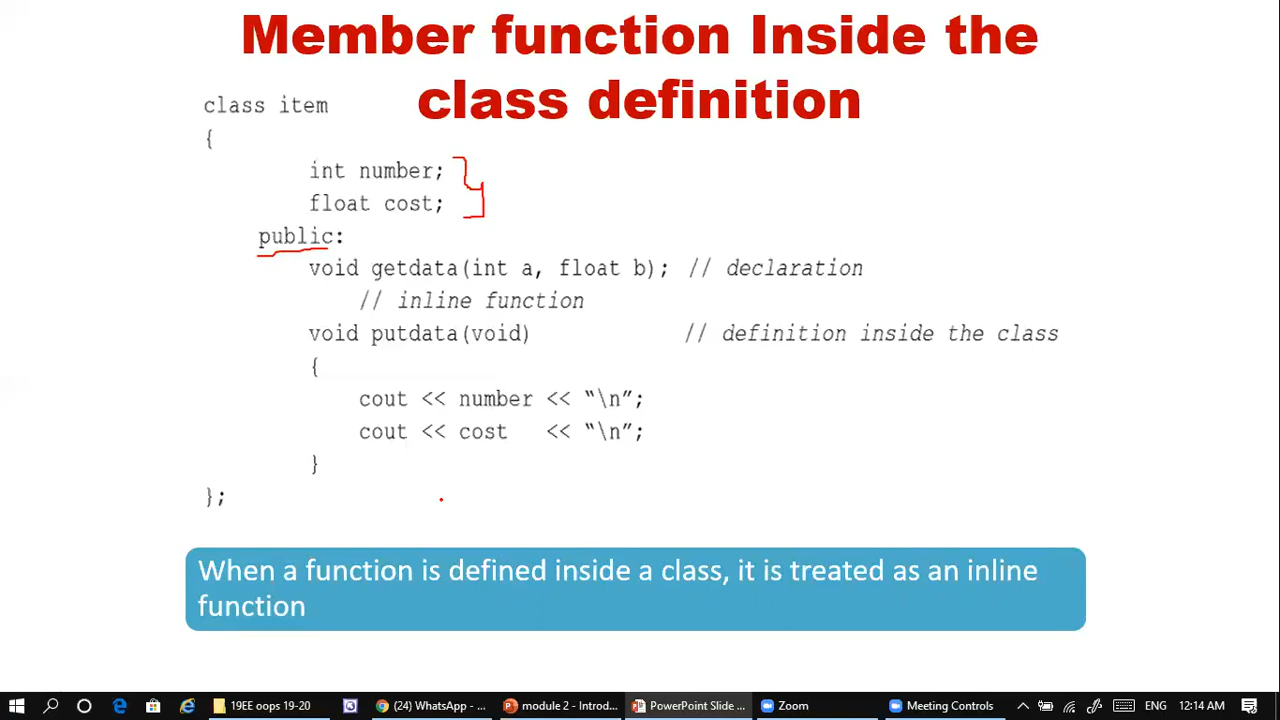 Member function Inside the
class definition
class item
{
int number;
float cost;
public:
void getdata(int a, float b); // declaration
// inline function
void putdata(void) // definition inside the class
{
cout << number << “\n”;
cout << cost << “\n”;
}
};
When a function is defined inside a class, it is treated as an inline
function
19EE oops 19-20
(24) WhatsApp - ...
module 2 - Introd...
PowerPoint Slide ...
Zoom
Meeting Controls
ENG
12:14 AM